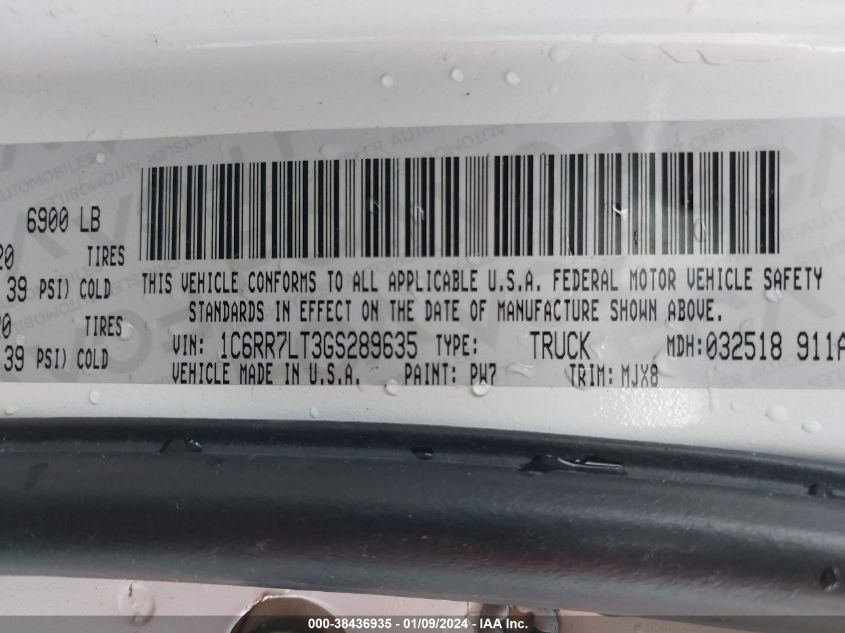 6900 LB
20 TIRES
39 PSI) COLD
20 TIRES
39 PSI) COLD
THIS VEHICLE CONFORMS TO ALL APPLICABLE U.S.A. FEDERAL MOTOR VEHICLE SAFETY
STANDARDS IN EFFECT ON THE DATE OF MANUFACTURE SHOWN ABOVE.
VIN: 1C6RR7LT3GS289635 TYPE: TRUCK MDH: 032518 911A
VEHICLE MADE IN U.S.A. PAINT: PW7 TRIM: MJX8
000-38436935 | 01/09/2024 | IAA, Inc.